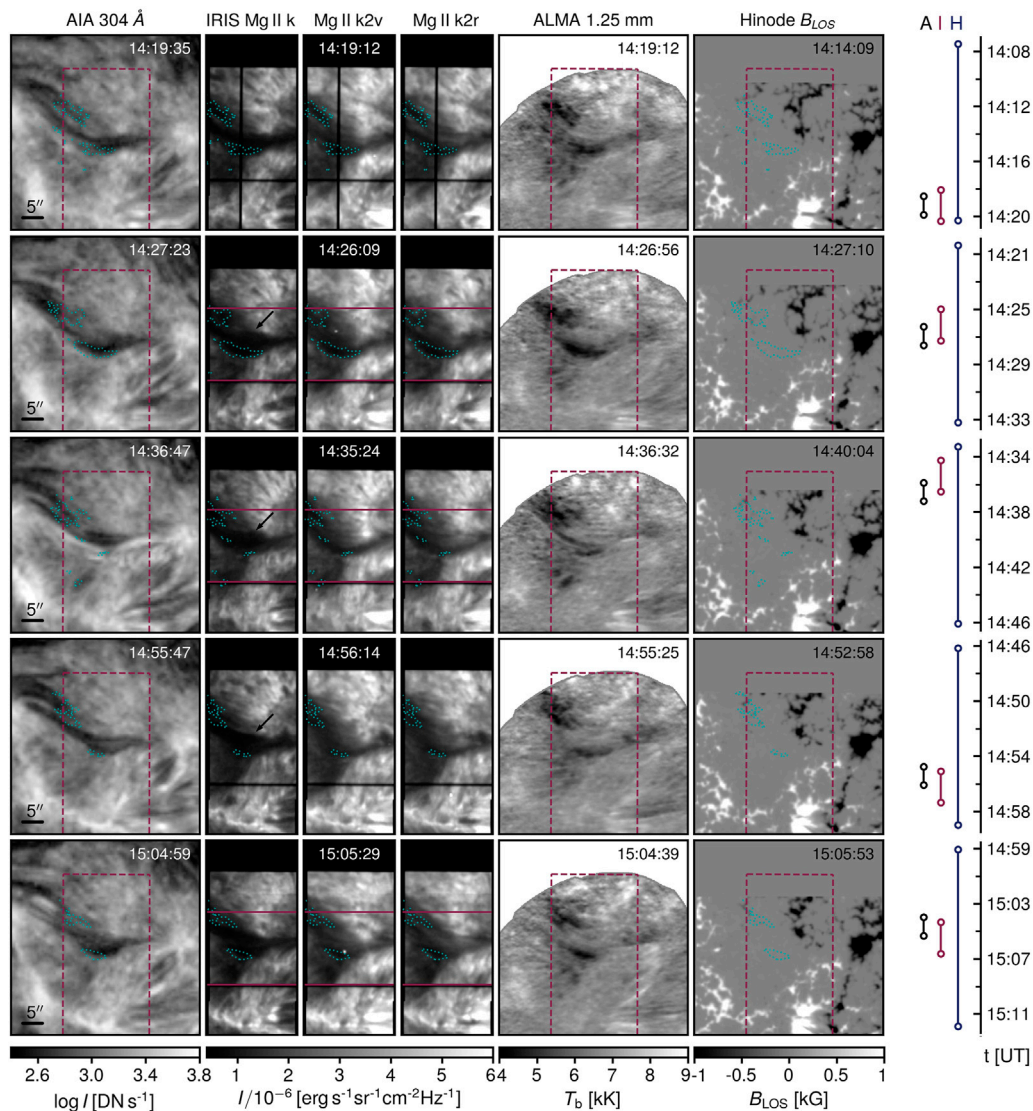 AIA 304 Å IRIS Mg II k Mg II k2v Mg II k2r ALMA 1.25 mm Hinode B_LOS A I H
14:19:35 14:19:12 14:19:12 14:14:09
5′′
14:08
14:12
14:16
14:20
14:27:23 14:26:09 14:26:56 14:27:10
5′′
14:21
14:25
14:29
14:33
14:36:47 14:35:24 14:36:32 14:40:04
5′′
14:34
14:38
14:42
14:46
14:55:47 14:56:14 14:55:25 14:52:58
5′′
14:46
14:50
14:54
14:58
15:04:59 15:05:29 15:04:39 15:05:53
5′′
14:59
15:03
15:07
15:11
t [UT]
2.6 3.0 3.4 3.8 1 2 3 4 5 6 4 5 6 7 8 9 -1 -0.5 0 0.5 1
log I [DN s⁻¹] I/10⁻⁶ [erg s⁻¹sr⁻¹cm⁻²Hz⁻¹] T_b [kK] B_LOS [kG]